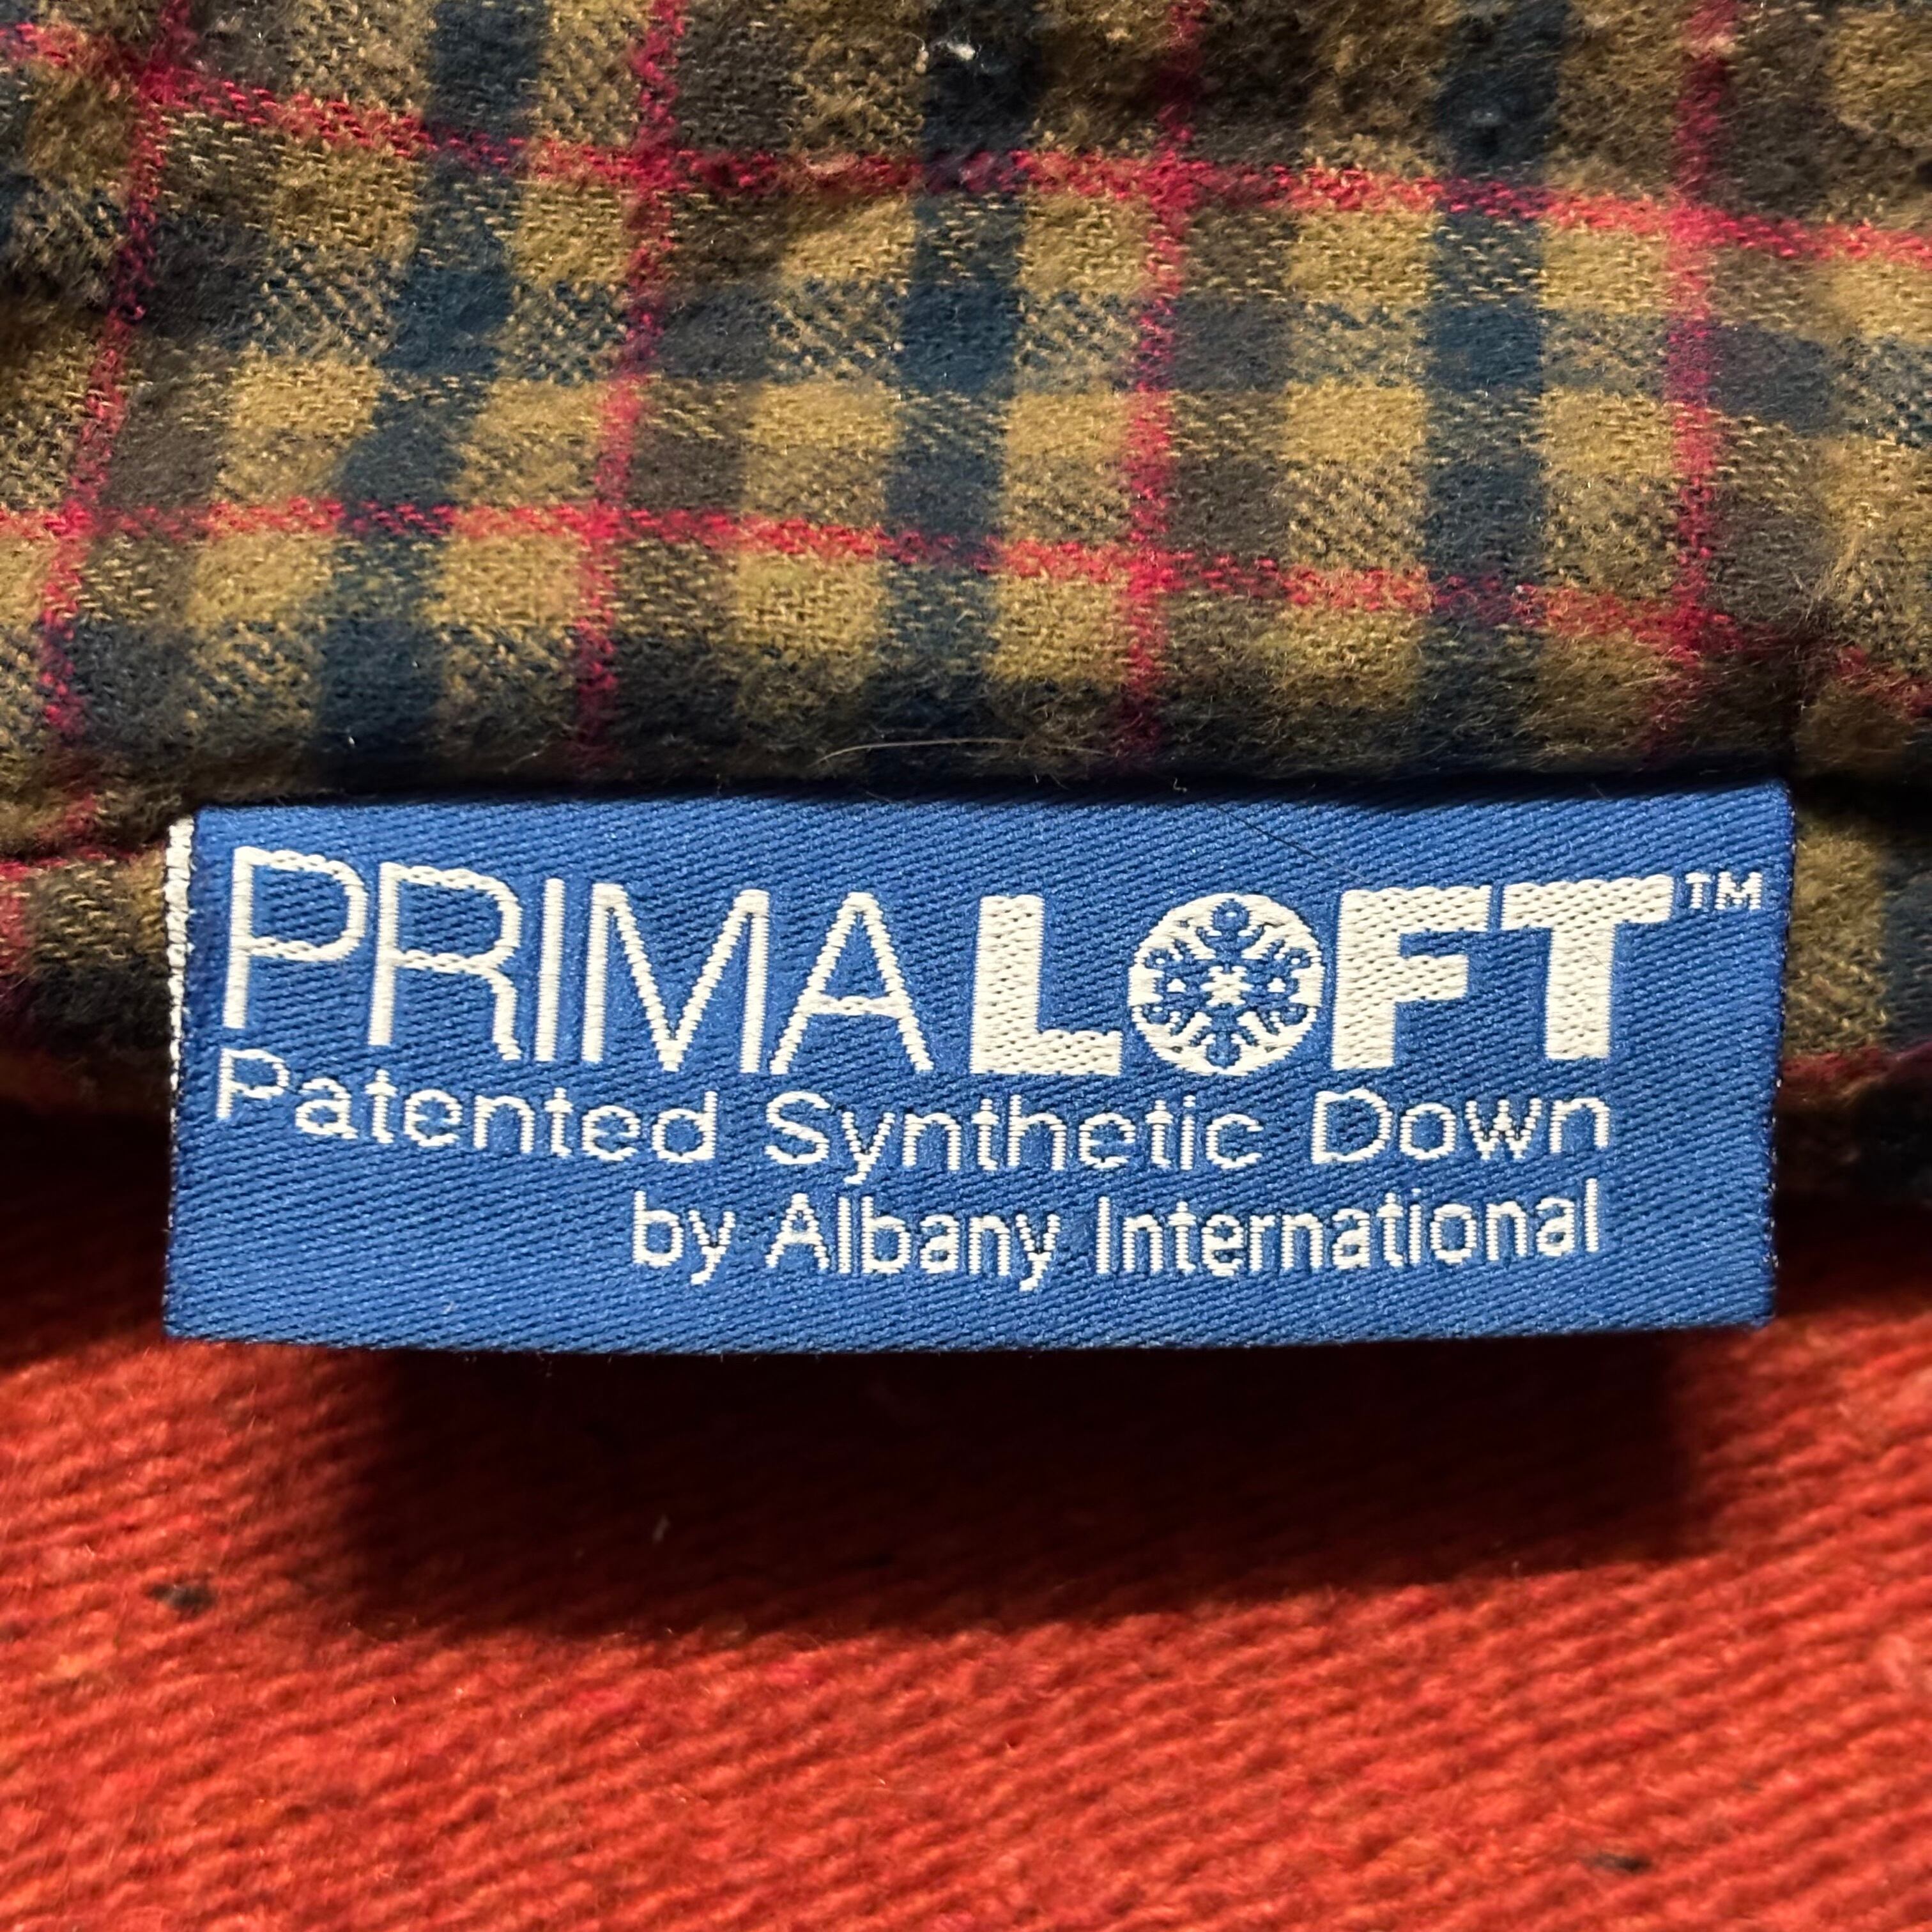 PRIMALOFT™
Patented Synthetic Down
by Albany International